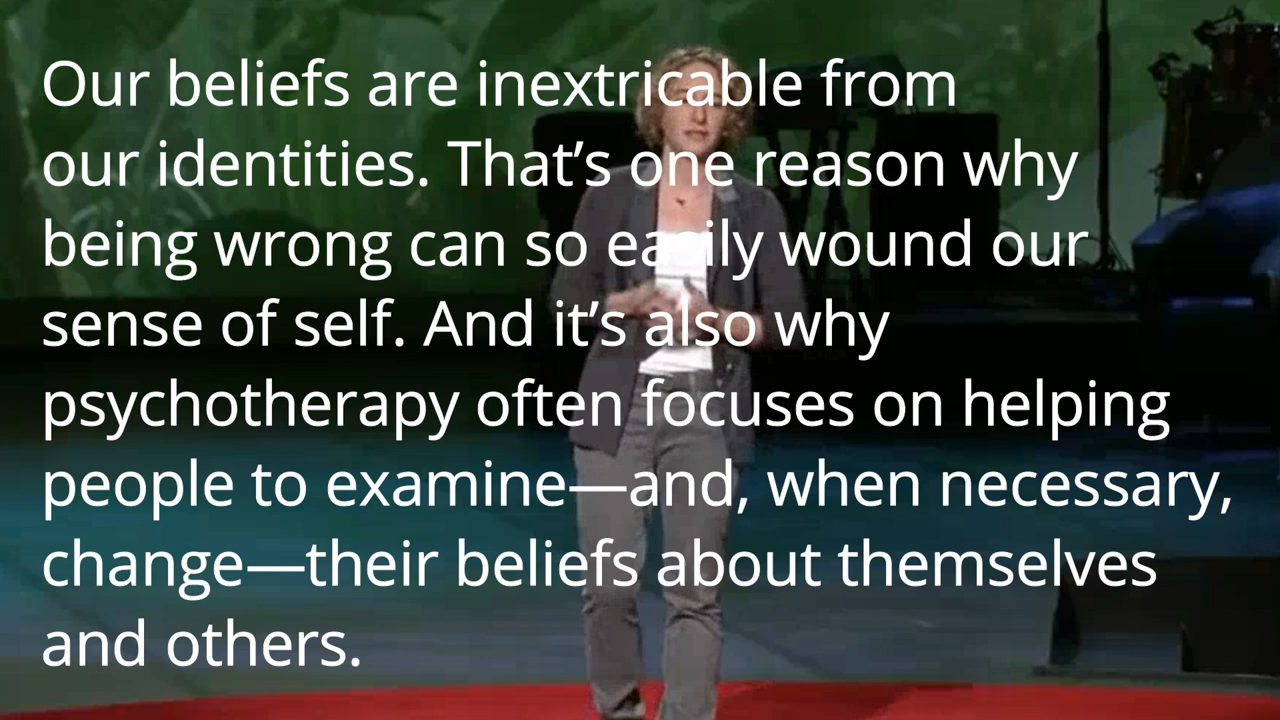 Our beliefs are inextricable from
our identities. That’s one reason why
being wrong can so easily wound our
sense of self. And it’s also why
psychotherapy often focuses on helping
people to examine—and, when necessary,
change—their beliefs about themselves
and others.